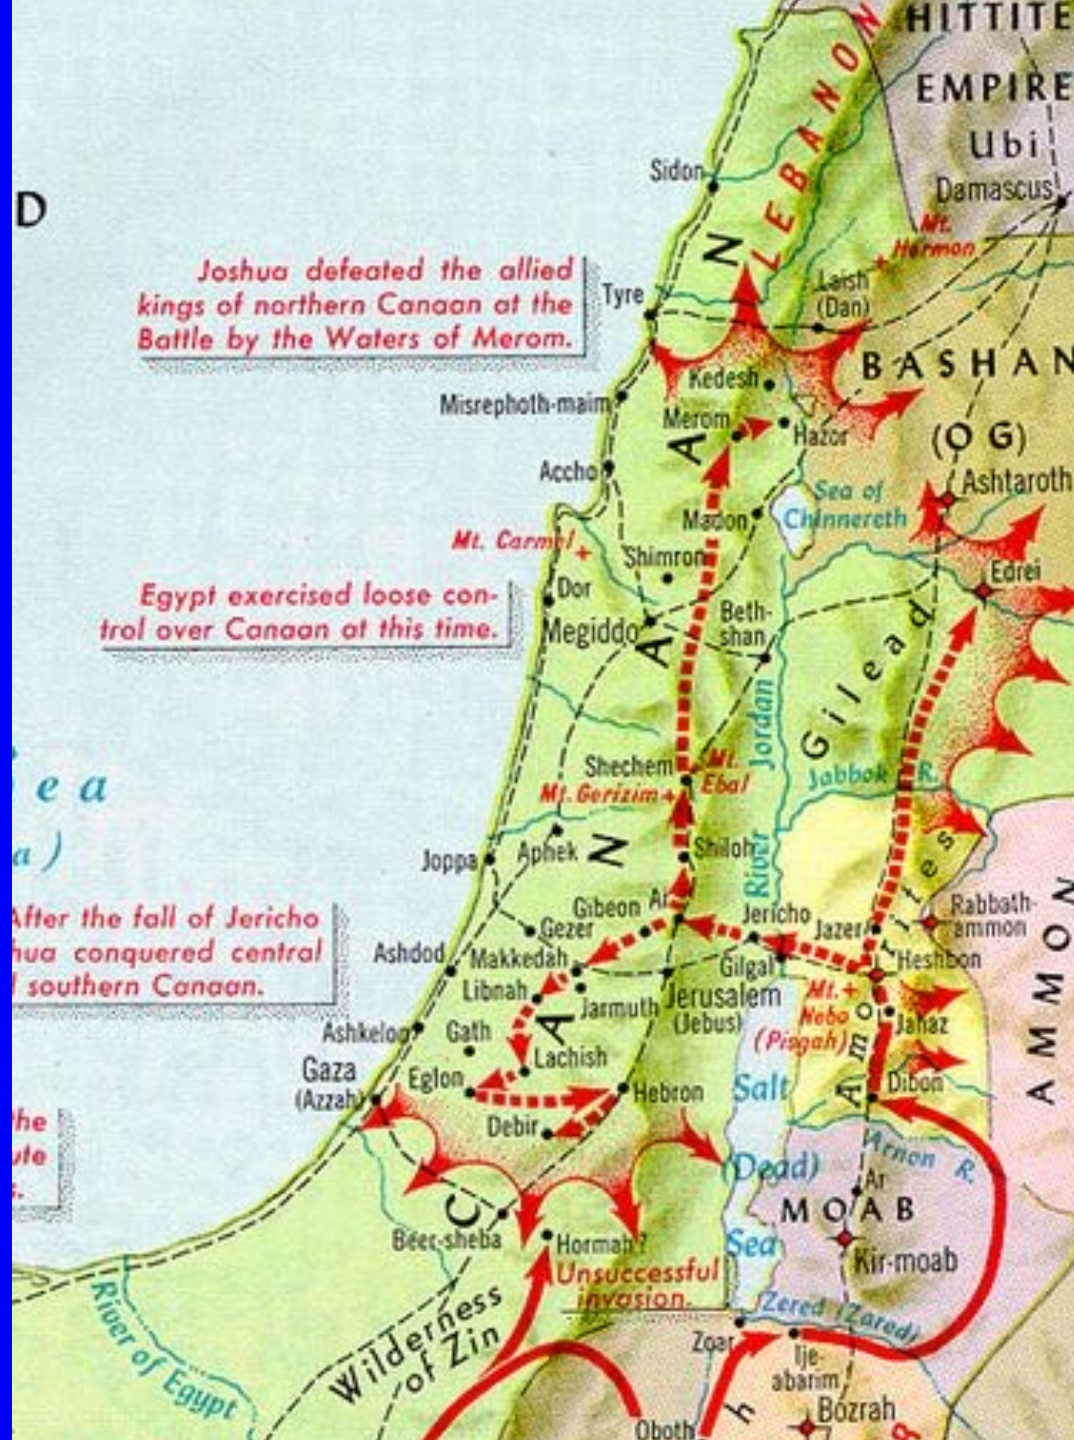 HITTITE
EMPIRE
Ubi
Damascus
LEBANON
Sidon
D
Mt.
Hermon
Joshua defeated the allied
kings of northern Canaan at the
Battle by the Waters of Merom.
Tyre
Laish
(Dan)
BASHAN
Kedesh
Misrephoth-maim
Merom
Hazor
(OG)
Accho
Sea of
Chinnereth
Ashtaroth
Madon
Mt. Carmel
Shimron
Edrei
Dor
Egypt exercised loose con-
trol over Canaan at this time.
Megiddo
Beth-
shan
Gilead
CANAAN
Jordan
River
Shechem
Mt.
Ebal
Mt. Gerizim
Jabbok R.
ea
a)
Joppa
Aphek
Shiloh
Amorites
After the fall of Jericho
hua conquered central
southern Canaan.
Gibeon
Ai
Jericho
Jazer
Rabbath-
ammon
AMMON
Gezer
Ashdod
Makkedah
Gilgal
Heshbon
Libnah
Jarmuth
Jerusalem
(Jebus)
Mt.
Nebo
(Pisgah)
Jahaz
Ashkelon
Gath
Lachish
Gaza
(Azzah)
Eglon
Hebron
Salt
(Dead)
Sea
Dibon
Debir
he
ute
s.
Arnon R.
Ar
MOAB
Beer-sheba
Hormah?
Kir-moab
Unsuccessful
invasion.
Wilderness
of Zin
River of Egypt
Zered (Zared)
Zoar
Ije-
abarim
Oboth
Bozrah
h